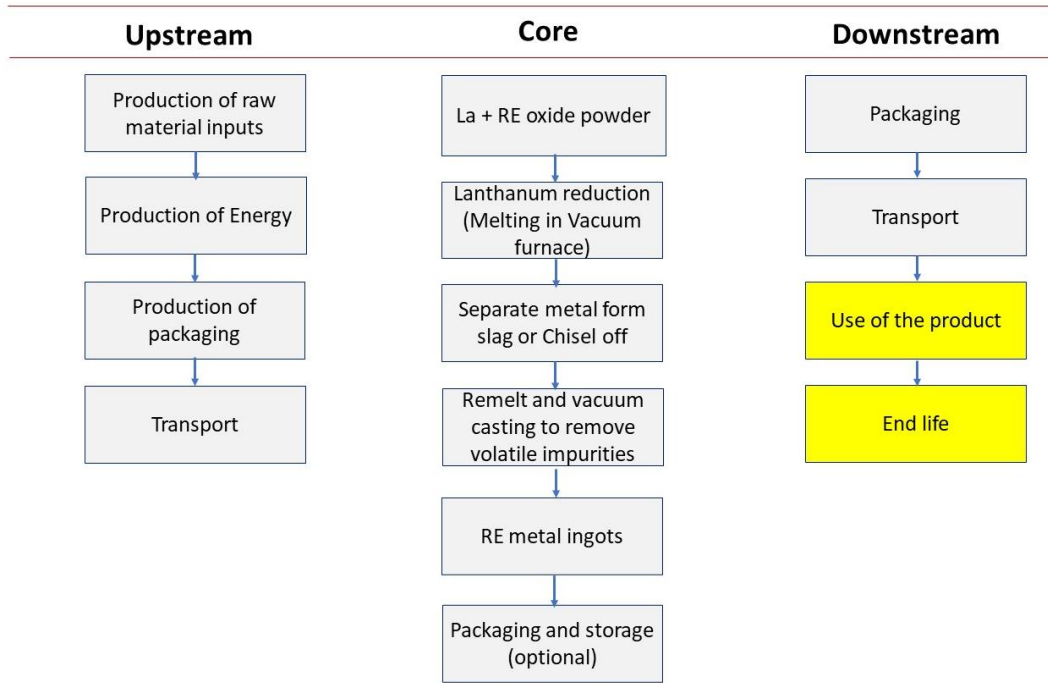 Upstream
Core
Downstream
Production of raw
material inputs
Production of Energy
Production of
packaging
Transport
La + RE oxide powder
Lanthanum reduction
(Melting in Vacuum
furnace)
Separate metal form
slag or Chisel off
Remelt and vacuum
casting to remove
volatile impurities
RE metal ingots
Packaging and storage
(optional)
Packaging
Transport
Use of the product
End life